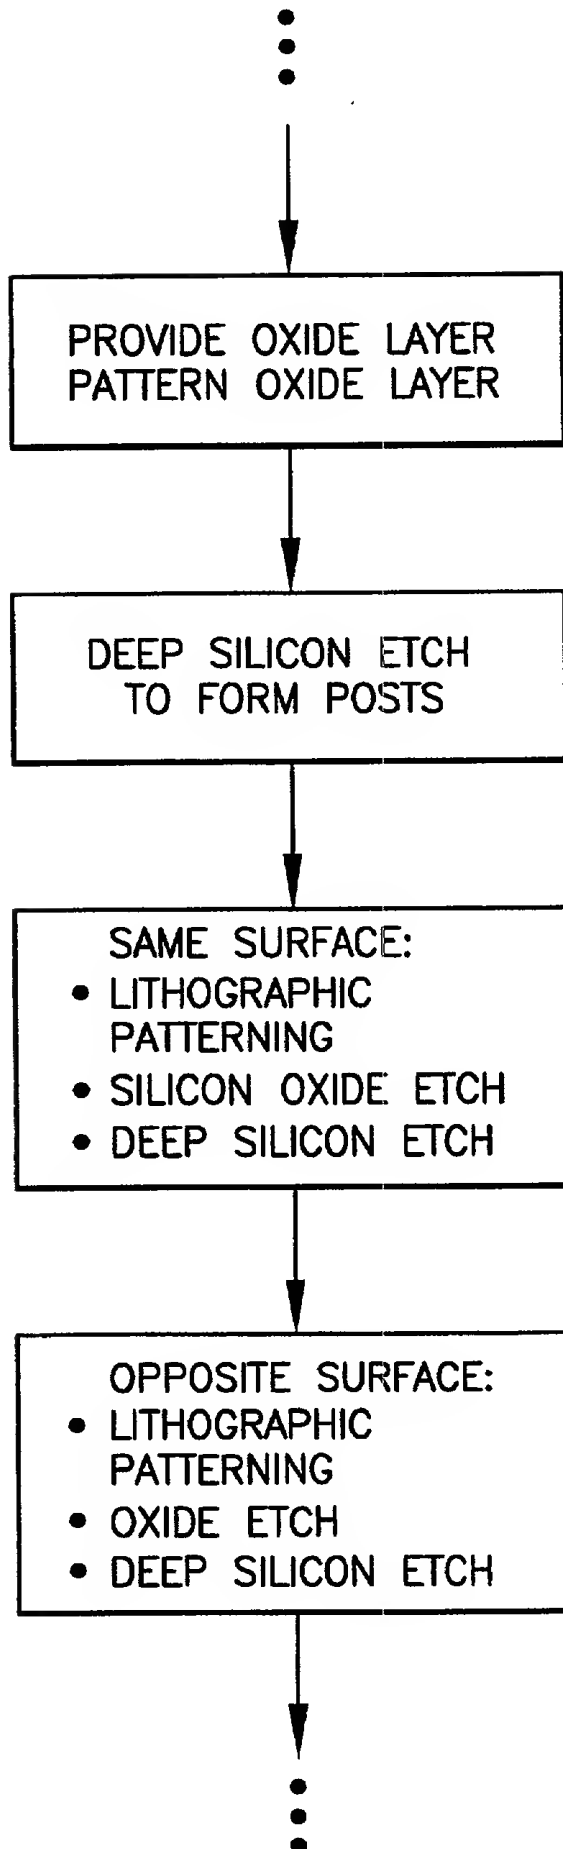 PROVIDE OXIDE LAYER
PATTERN OXIDE LAYER
DEEP SILICON ETCH
TO FORM POSTS
SAME SURFACE:
• LITHOGRAPHIC
PATTERNING
• SILICON OXIDE ETCH
• DEEP SILICON ETCH
OPPOSITE SURFACE:
• LITHOGRAPHIC
PATTERNING
• OXIDE ETCH
• DEEP SILICON ETCH